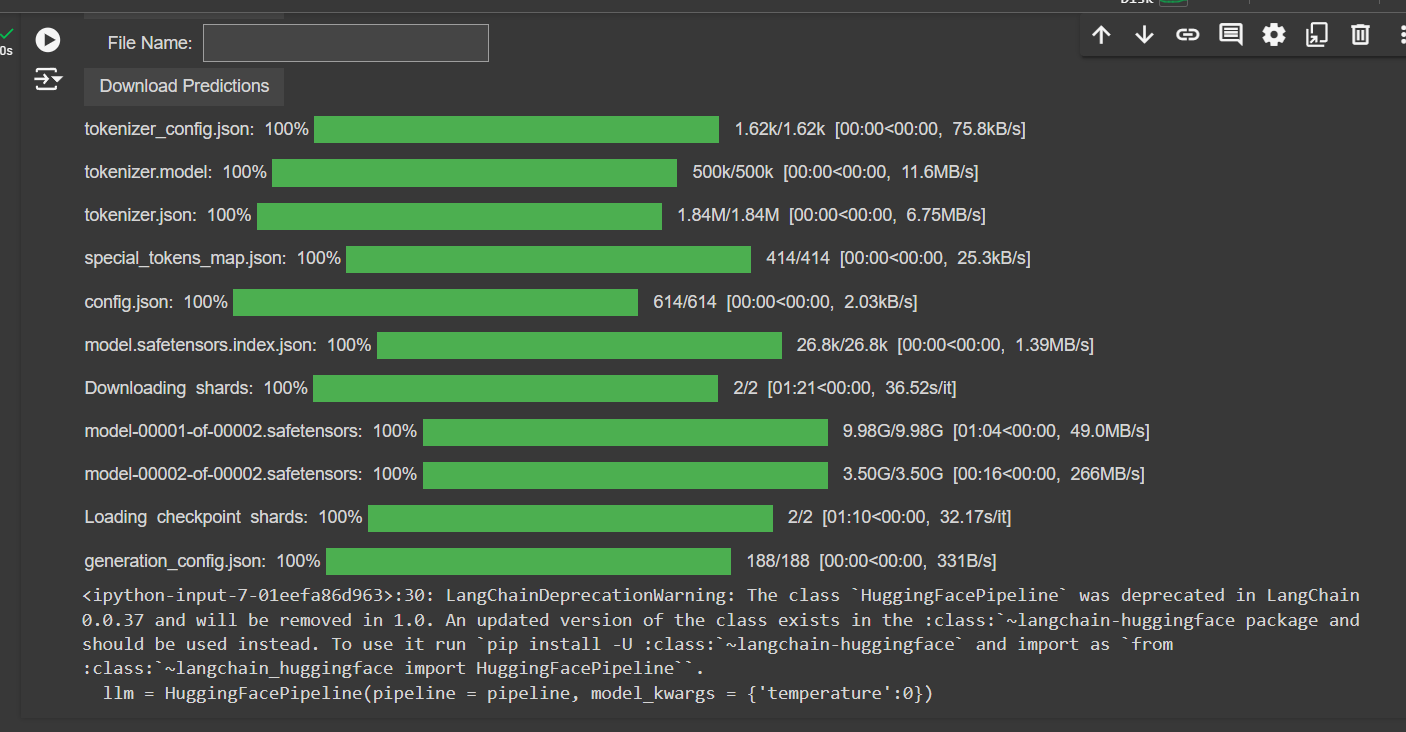 Disk
0s
File Name:
Download Predictions
tokenizer_config.json: 100% 1.62k/1.62k [00:00<00:00, 75.8kB/s]
tokenizer.model: 100% 500k/500k [00:00<00:00, 11.6MB/s]
tokenizer.json: 100% 1.84M/1.84M [00:00<00:00, 6.75MB/s]
special_tokens_map.json: 100% 414/414 [00:00<00:00, 25.3kB/s]
config.json: 100% 614/614 [00:00<00:00, 2.03kB/s]
model.safetensors.index.json: 100% 26.8k/26.8k [00:00<00:00, 1.39MB/s]
Downloading shards: 100% 2/2 [01:21<00:00, 36.52s/it]
model-00001-of-00002.safetensors: 100% 9.98G/9.98G [01:04<00:00, 49.0MB/s]
model-00002-of-00002.safetensors: 100% 3.50G/3.50G [00:16<00:00, 266MB/s]
Loading checkpoint shards: 100% 2/2 [01:10<00:00, 32.17s/it]
generation_config.json: 100% 188/188 [00:00<00:00, 331B/s]
<ipython-input-7-01eefa86d963>:30: LangChainDeprecationWarning: The class `HuggingFacePipeline` was deprecated in LangChain
0.0.37 and will be removed in 1.0. An updated version of the class exists in the :class:`~langchain-huggingface package and
should be used instead. To use it run `pip install -U :class:`~langchain-huggingface` and import as `from
:class:`~langchain_huggingface import HuggingFacePipeline``.
  llm = HuggingFacePipeline(pipeline = pipeline, model_kwargs = {'temperature':0})